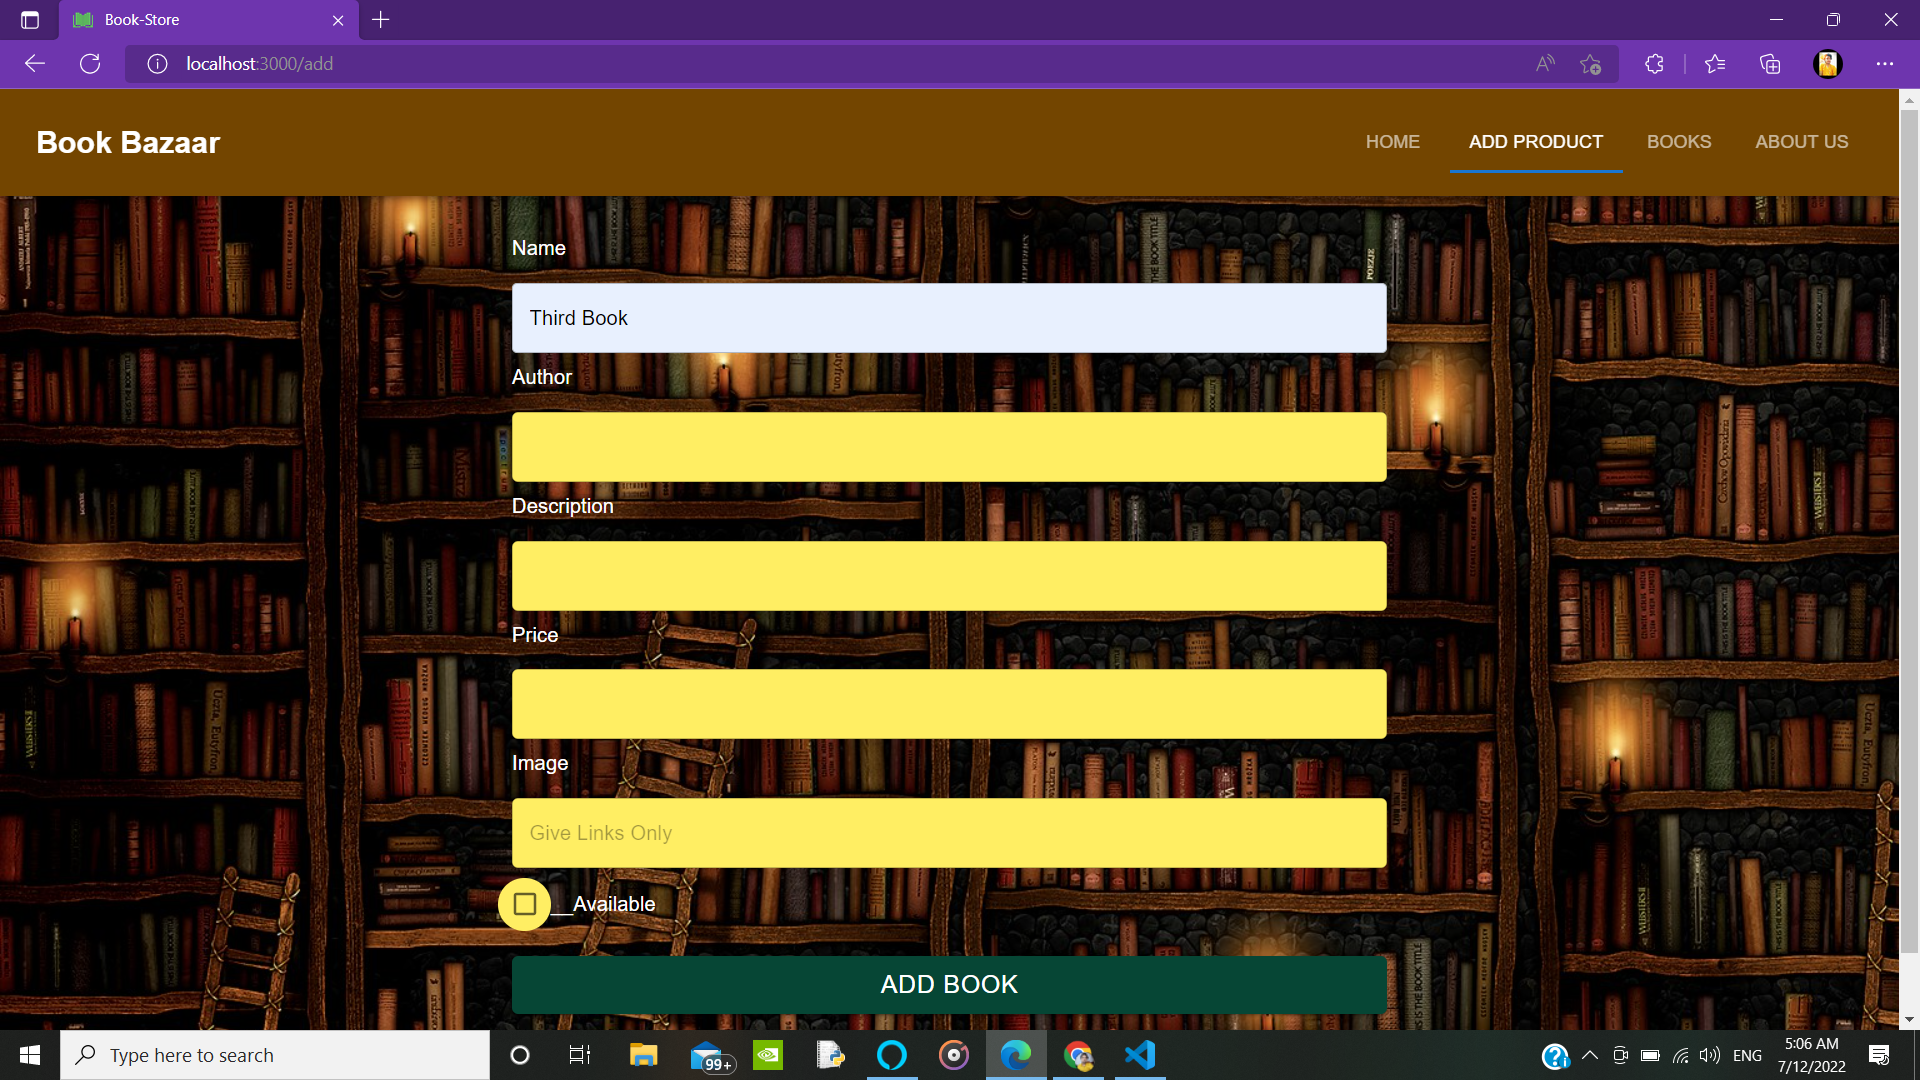 Book-Store
localhost:3000/add
Book Bazaar
HOME
ADD PRODUCT
BOOKS
ABOUT US
Name
Third Book
Author
Description
Price
Image
Give Links Only
__Available
ADD BOOK
Type here to search
99+
ENG
5:06 AM
7/12/2022